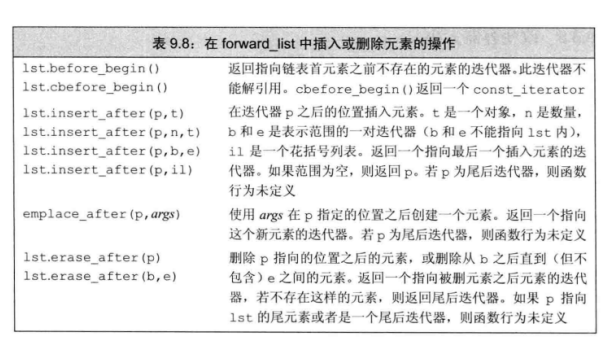 表 9.8：在 forward_list 中插入或删除元素的操作
lst.before_begin() 返回指向链表首元素之前不存在的元素的迭代器。此迭代器不
lst.cbefore_begin() 能解引用。cbefore_begin()返回一个 const_iterator
lst.insert_after(p,t) 在迭代器 p 之后的位置插入元素。t 是一个对象，n 是数量，
lst.insert_after(p,n,t) b 和 e 是表示范围的一对迭代器（b 和 e 不能指向 lst 内），
lst.insert_after(p,b,e) il 是一个花括号列表。返回一个指向最后一个插入元素的迭
lst.insert_after(p,il) 代器。如果范围为空，则返回 p。若 p 为尾后迭代器，则函数
行为未定义
emplace_after(p,args) 使用 args 在 p 指定的位置之后创建一个元素。返回一个指向
这个新元素的迭代器。若 p 为尾后迭代器，则函数行为未定义
lst.erase_after(p) 删除 p 指向的位置之后的元素，或删除从 b 之后直到（但不
lst.erase_after(b,e) 包含）e 之间的元素。返回一个指向被删元素之后元素的迭代
器，若不存在这样的元素，则返回尾后迭代器。如果 p 指向
lst 的尾元素或者是一个尾后迭代器，则函数行为未定义